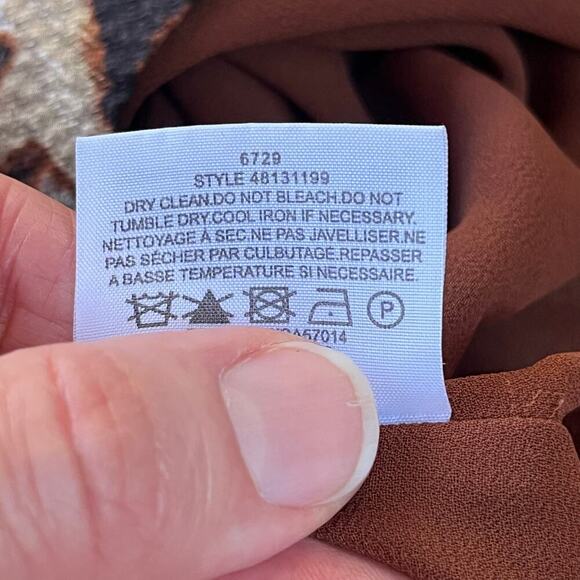 6729
STYLE 48131199
DRY CLEAN.DO NOT BLEACH.DO NOT
TUMBLE DRY.COOL IRON IF NECESSARY.
NETTOYAGE À SEC.NE PAS JAVELLISER.NE
PAS SÉCHER PAR CULBUTAGE.REPASSER
À BASSE TEMPERATURE SI NECESSAIRE.
P